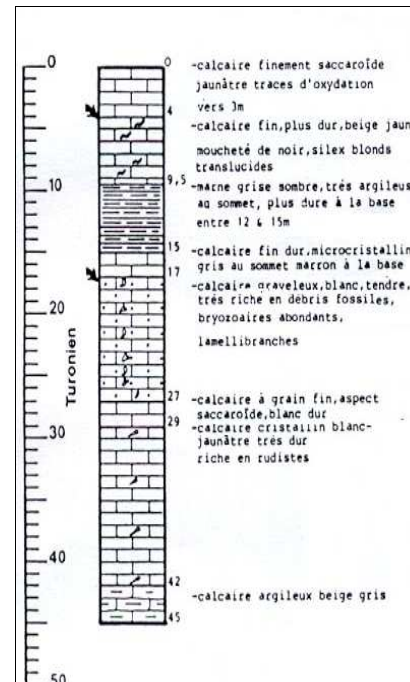 0
0
-calcaire finement saccaroïde
jaunâtre traces d'oxydation
vers 3m
4
-calcaire fin,plus dur,beige jaun
moucheté de noir,silex blonds
translucides
9,5
10
-marne grise sombre,trés argileus
au sommet, plus dure à la base
entre 12 & 15m
15
-calcaire fin dur,microcristallin
gris au sommet marron à la base
17
-calcaire graveleux,blanc,tendre,
trés riche en débris fossiles,
bryozoaires abondants,
lamellibranches
20
Turonien
27
-calcaire à grain fin,aspect
saccaroïde,blanc dur
29
-calcaire cristallin blanc-
jaunâtre trés dur
riche en rudistes
30
40
42
-calcaire argileux beige gris
45
50